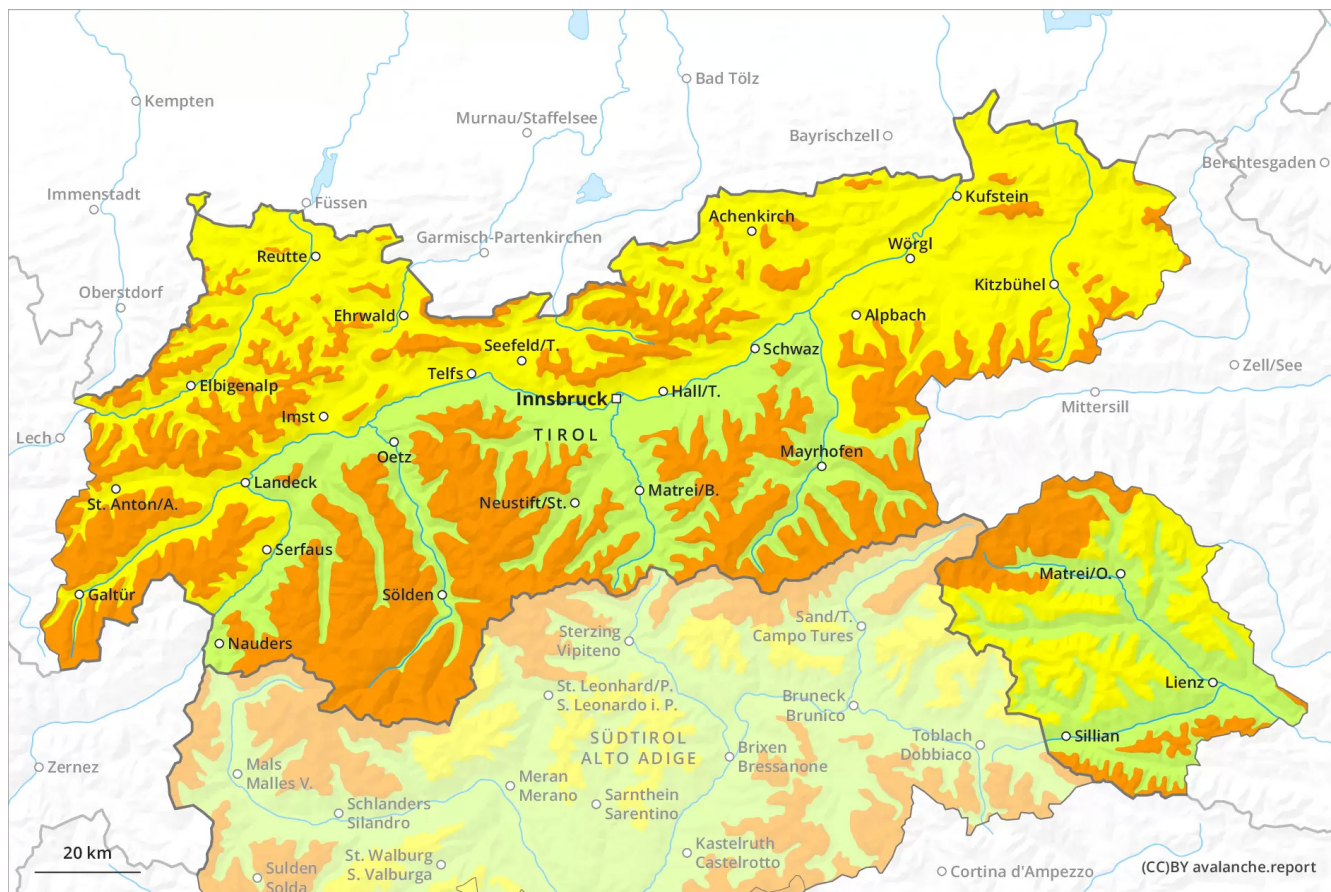 Bad Tölz
Kempten
Murnau/Staffelsee
Bayrischzell
Berchtesgaden
Immenstadt
Füssen
Kufstein
Achenkirch
Garmisch-Partenkirchen
Wörgl
Reutte
Oberstdorf
Kitzbühel
Ehrwald
Alpbach
Seefeld/T.
Schwaz
Zell/See
Telfs
Elbigenalp
Hall/T.
Innsbruck
Mittersill
Imst
Lech
TIROL
Oetz
Mayrhofen
Landeck
St. Anton/A.
Neustift/St.
Matrei/B.
Serfaus
Matrei/O.
Galtür
Sölden
Sand/T.
Campo Tures
Sterzing
Vipiteno
Nauders
Lienz
St. Leonhard/P.
S. Leonardo i. P.
Bruneck
Brunico
Toblach
Dobbiaco
Sillian
SÜDTIROL
ALTO ADIGE
Brixen
Bressanone
Zernez
Mals
Malles V.
Meran
Merano
Sarnthein
Sarentino
Schlanders
Silandro
Kastelruth
Castelrotto
20 km
St. Walburg
S. Valburga
Sulden
Solda
Cortina d'Ampezzo
(CC)BY avalanche.report